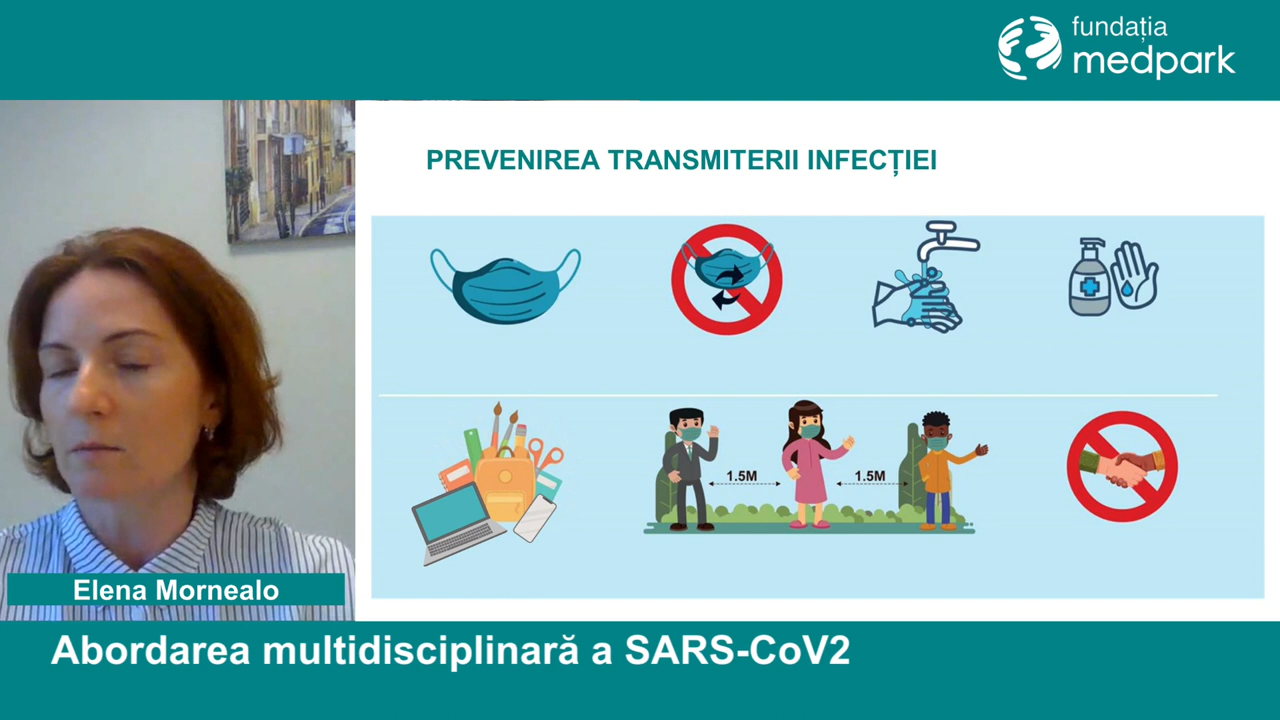 fundația
medpark
PREVENIREA TRANSMITERII INFECȚIEI
1.5M
1.5M
Elena Mornealo
Abordarea multidisciplinară a SARS-CoV2